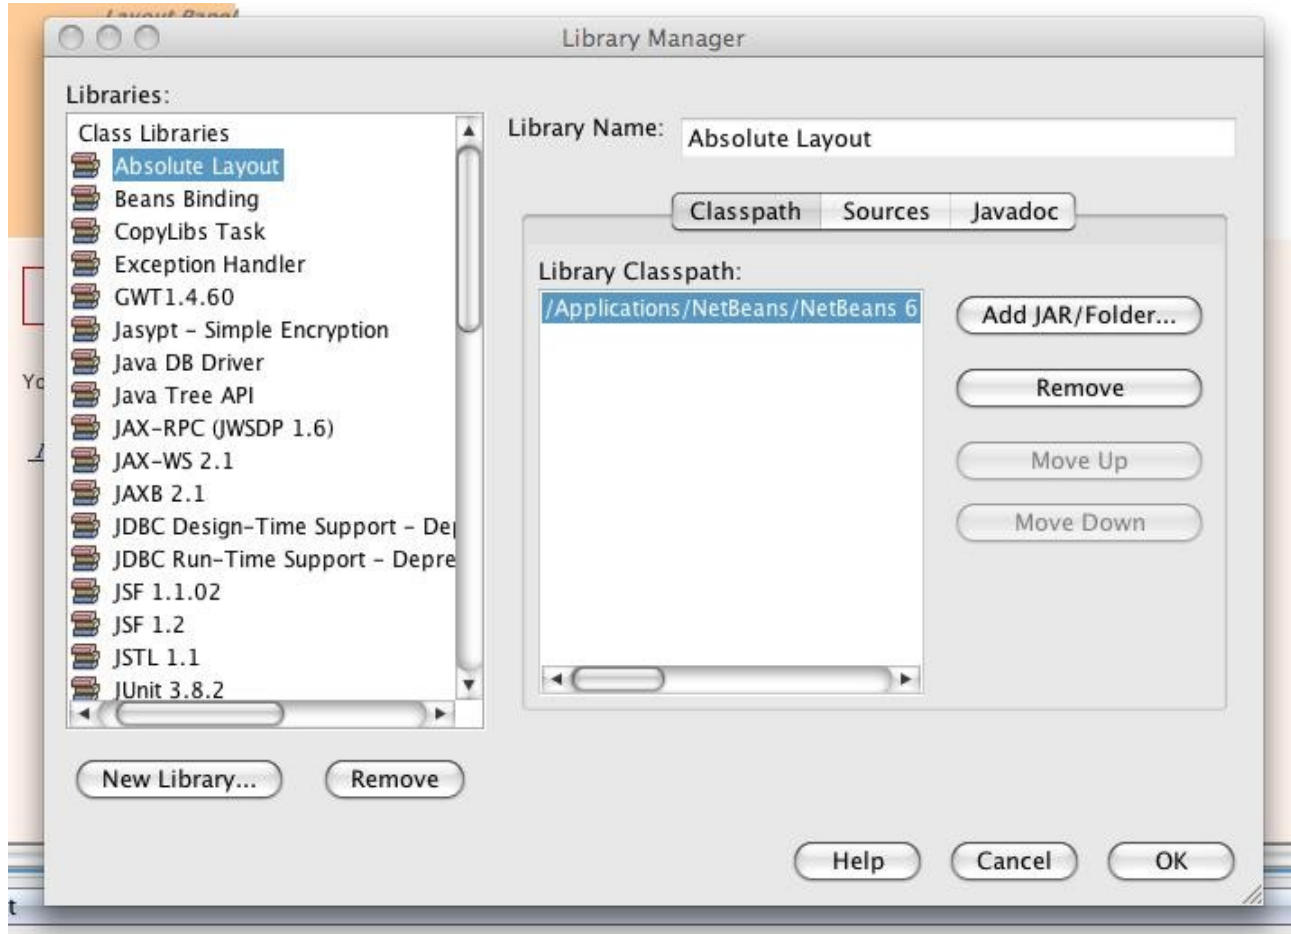 Layout Panel
Library Manager
Libraries:
Class Libraries
Absolute Layout
Beans Binding
CopyLibs Task
Exception Handler
GWT1.4.60
Jasypt – Simple Encryption
Java DB Driver
Java Tree API
JAX-RPC (JWSDP 1.6)
JAX-WS 2.1
JAXB 2.1
JDBC Design-Time Support – De
JDBC Run-Time Support – Depre
JSF 1.1.02
JSF 1.2
JSTL 1.1
JUnit 3.8.2
New Library...
Remove
Library Name:
Absolute Layout
Classpath
Sources
Javadoc
Library Classpath:
/Applications/NetBeans/NetBeans 6
Add JAR/Folder...
Remove
Move Up
Move Down
Help
Cancel
OK
Yo
t